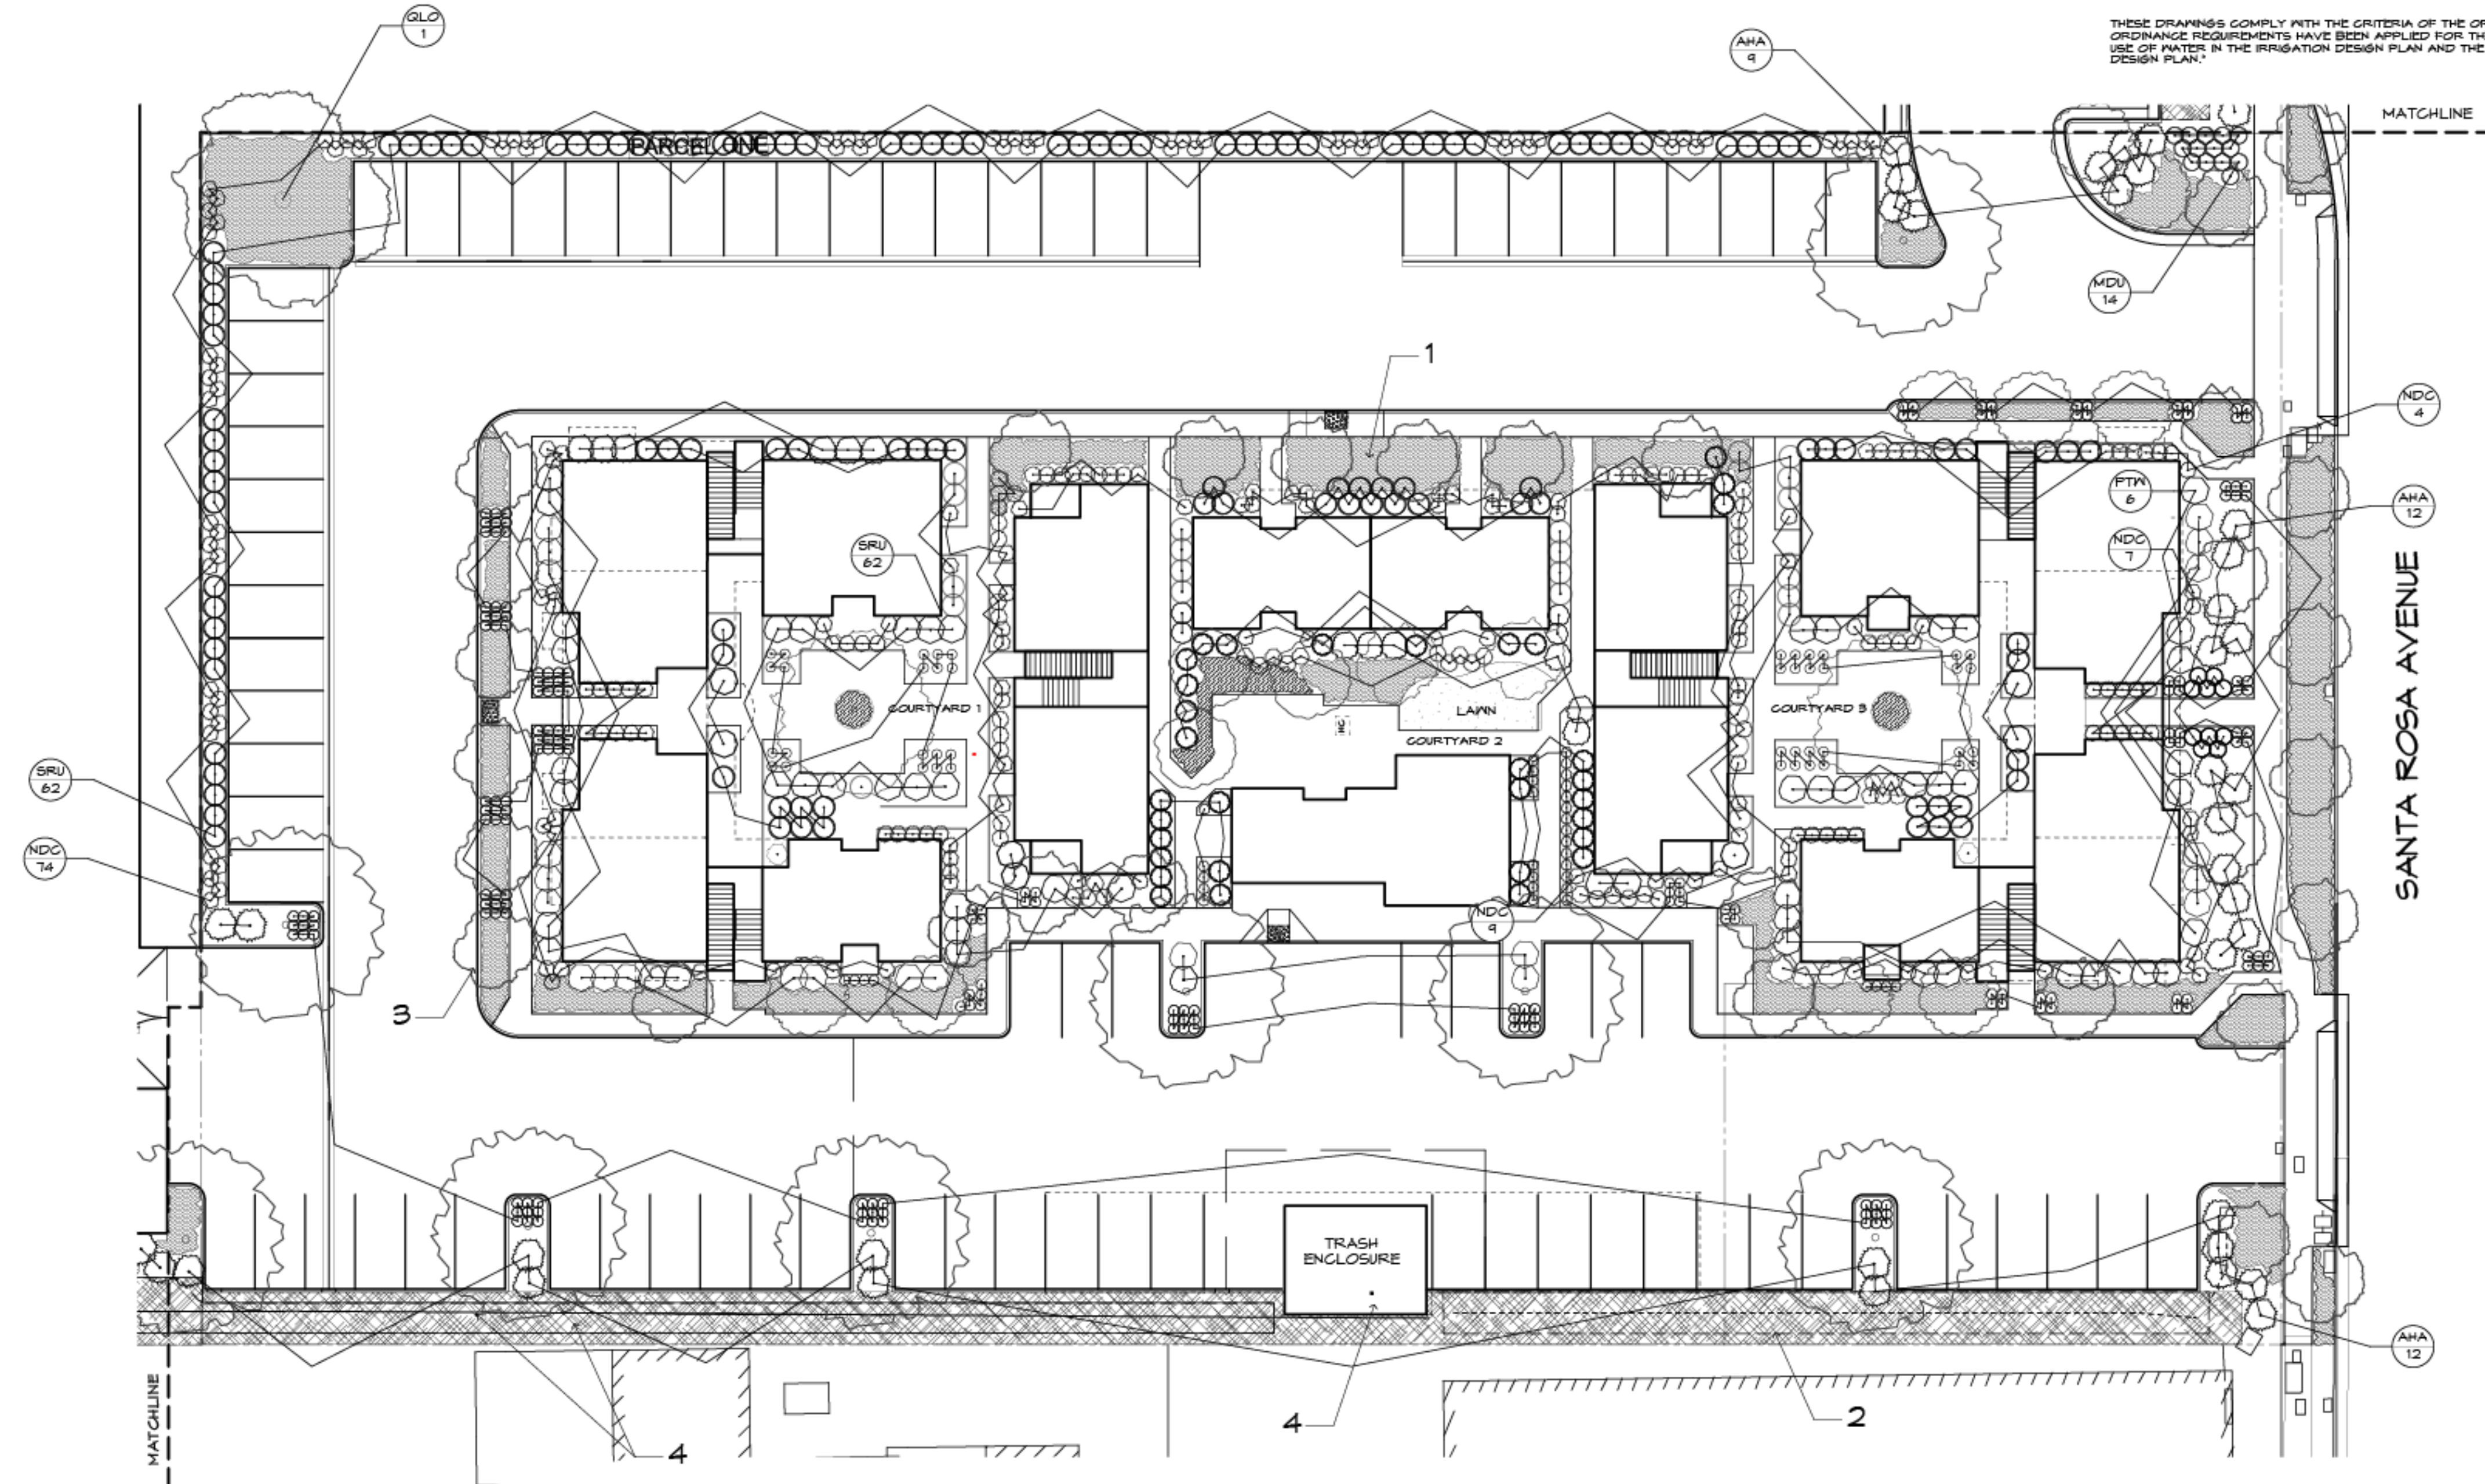 QLO
1
AHA
9
THESE DRAWINGS COMPLY WITH THE CRITERIA OF THE OR
ORDINANCE REQUIREMENTS HAVE BEEN APPLIED FOR TH
USE OF WATER IN THE IRRIGATION DESIGN PLAN AND THE
DESIGN PLAN."
MATCHLINE
PARCEL ONE
MDU
14
1
NDC
4
PTW
6
AHA
12
SRU
62
NDC
7
SANTA ROSA AVENUE
COURTYARD 1
LAWN
COURTYARD 3
HC
COURTYARD 2
SRU
62
NDC
74
NDC
9
3
TRASH
ENCLOSURE
AHA
12
MATCHLINE
4
4
2